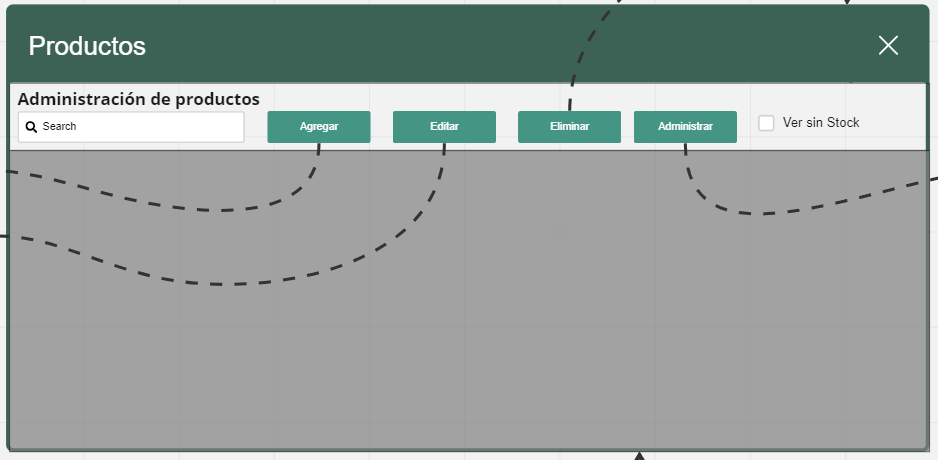 Productos
Administración de productos
Search
Agregar
Editar
Eliminar
Administrar
Ver sin Stock